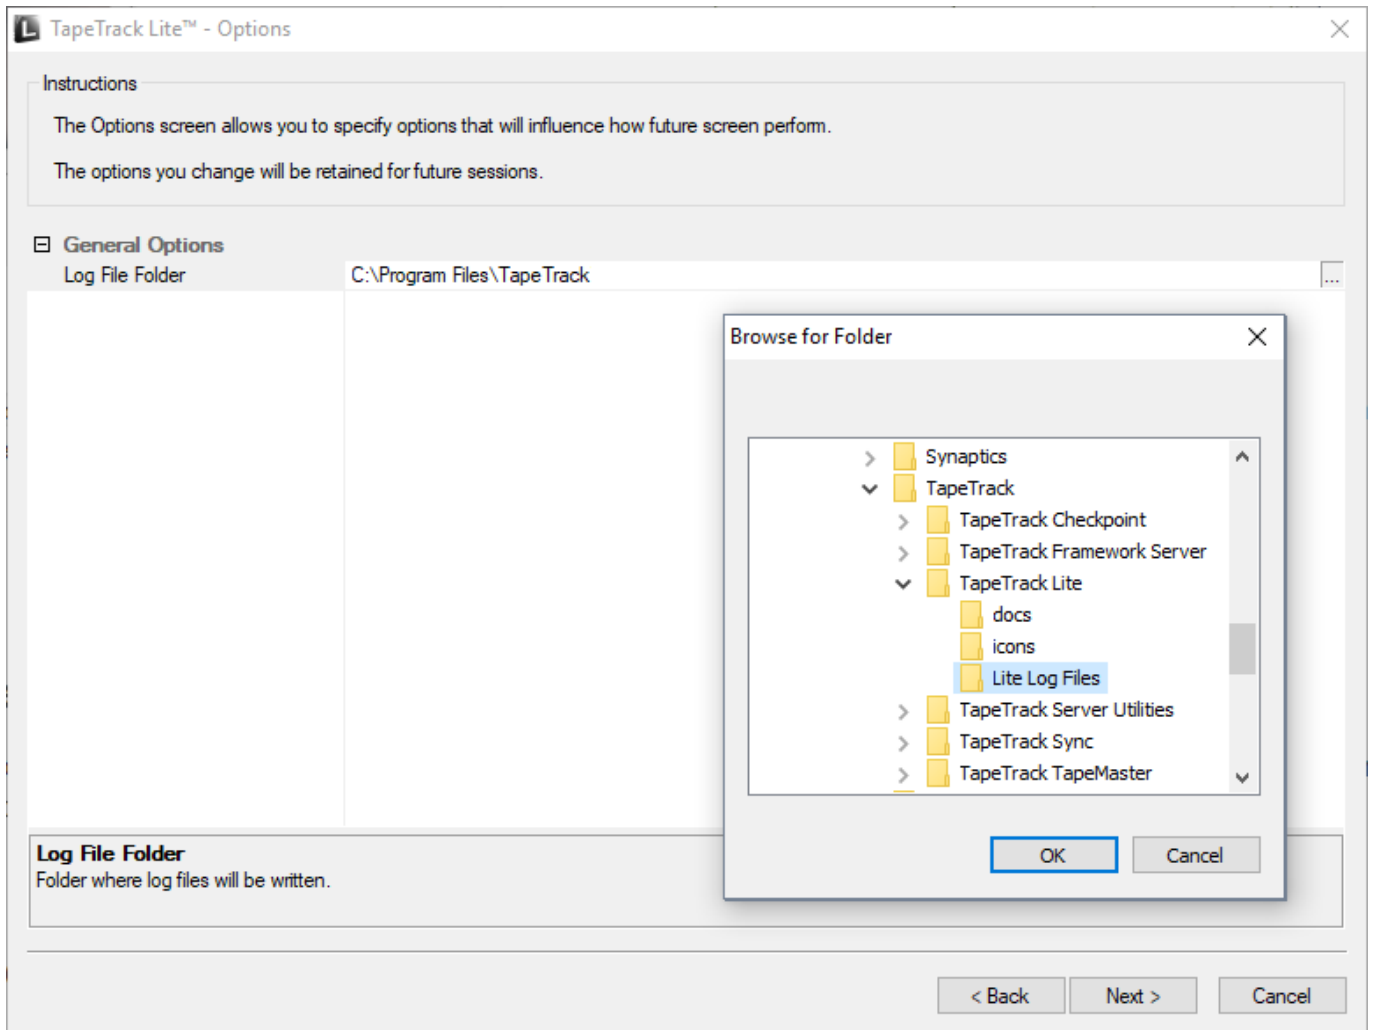 TapeTrack Lite™ - Options
Instructions
The Options screen allows you to specify options that will influence how future screen perform.
The options you change will be retained for future sessions.
General Options
Log File Folder C:\Program Files\TapeTrack ...
Browse for Folder
Synaptics
TapeTrack
TapeTrack Checkpoint
TapeTrack Framework Server
TapeTrack Lite
docs
icons
Lite Log Files
TapeTrack Server Utilities
TapeTrack Sync
TapeTrack TapeMaster
OK Cancel
Log File Folder
Folder where log files will be written.
< Back Next > Cancel